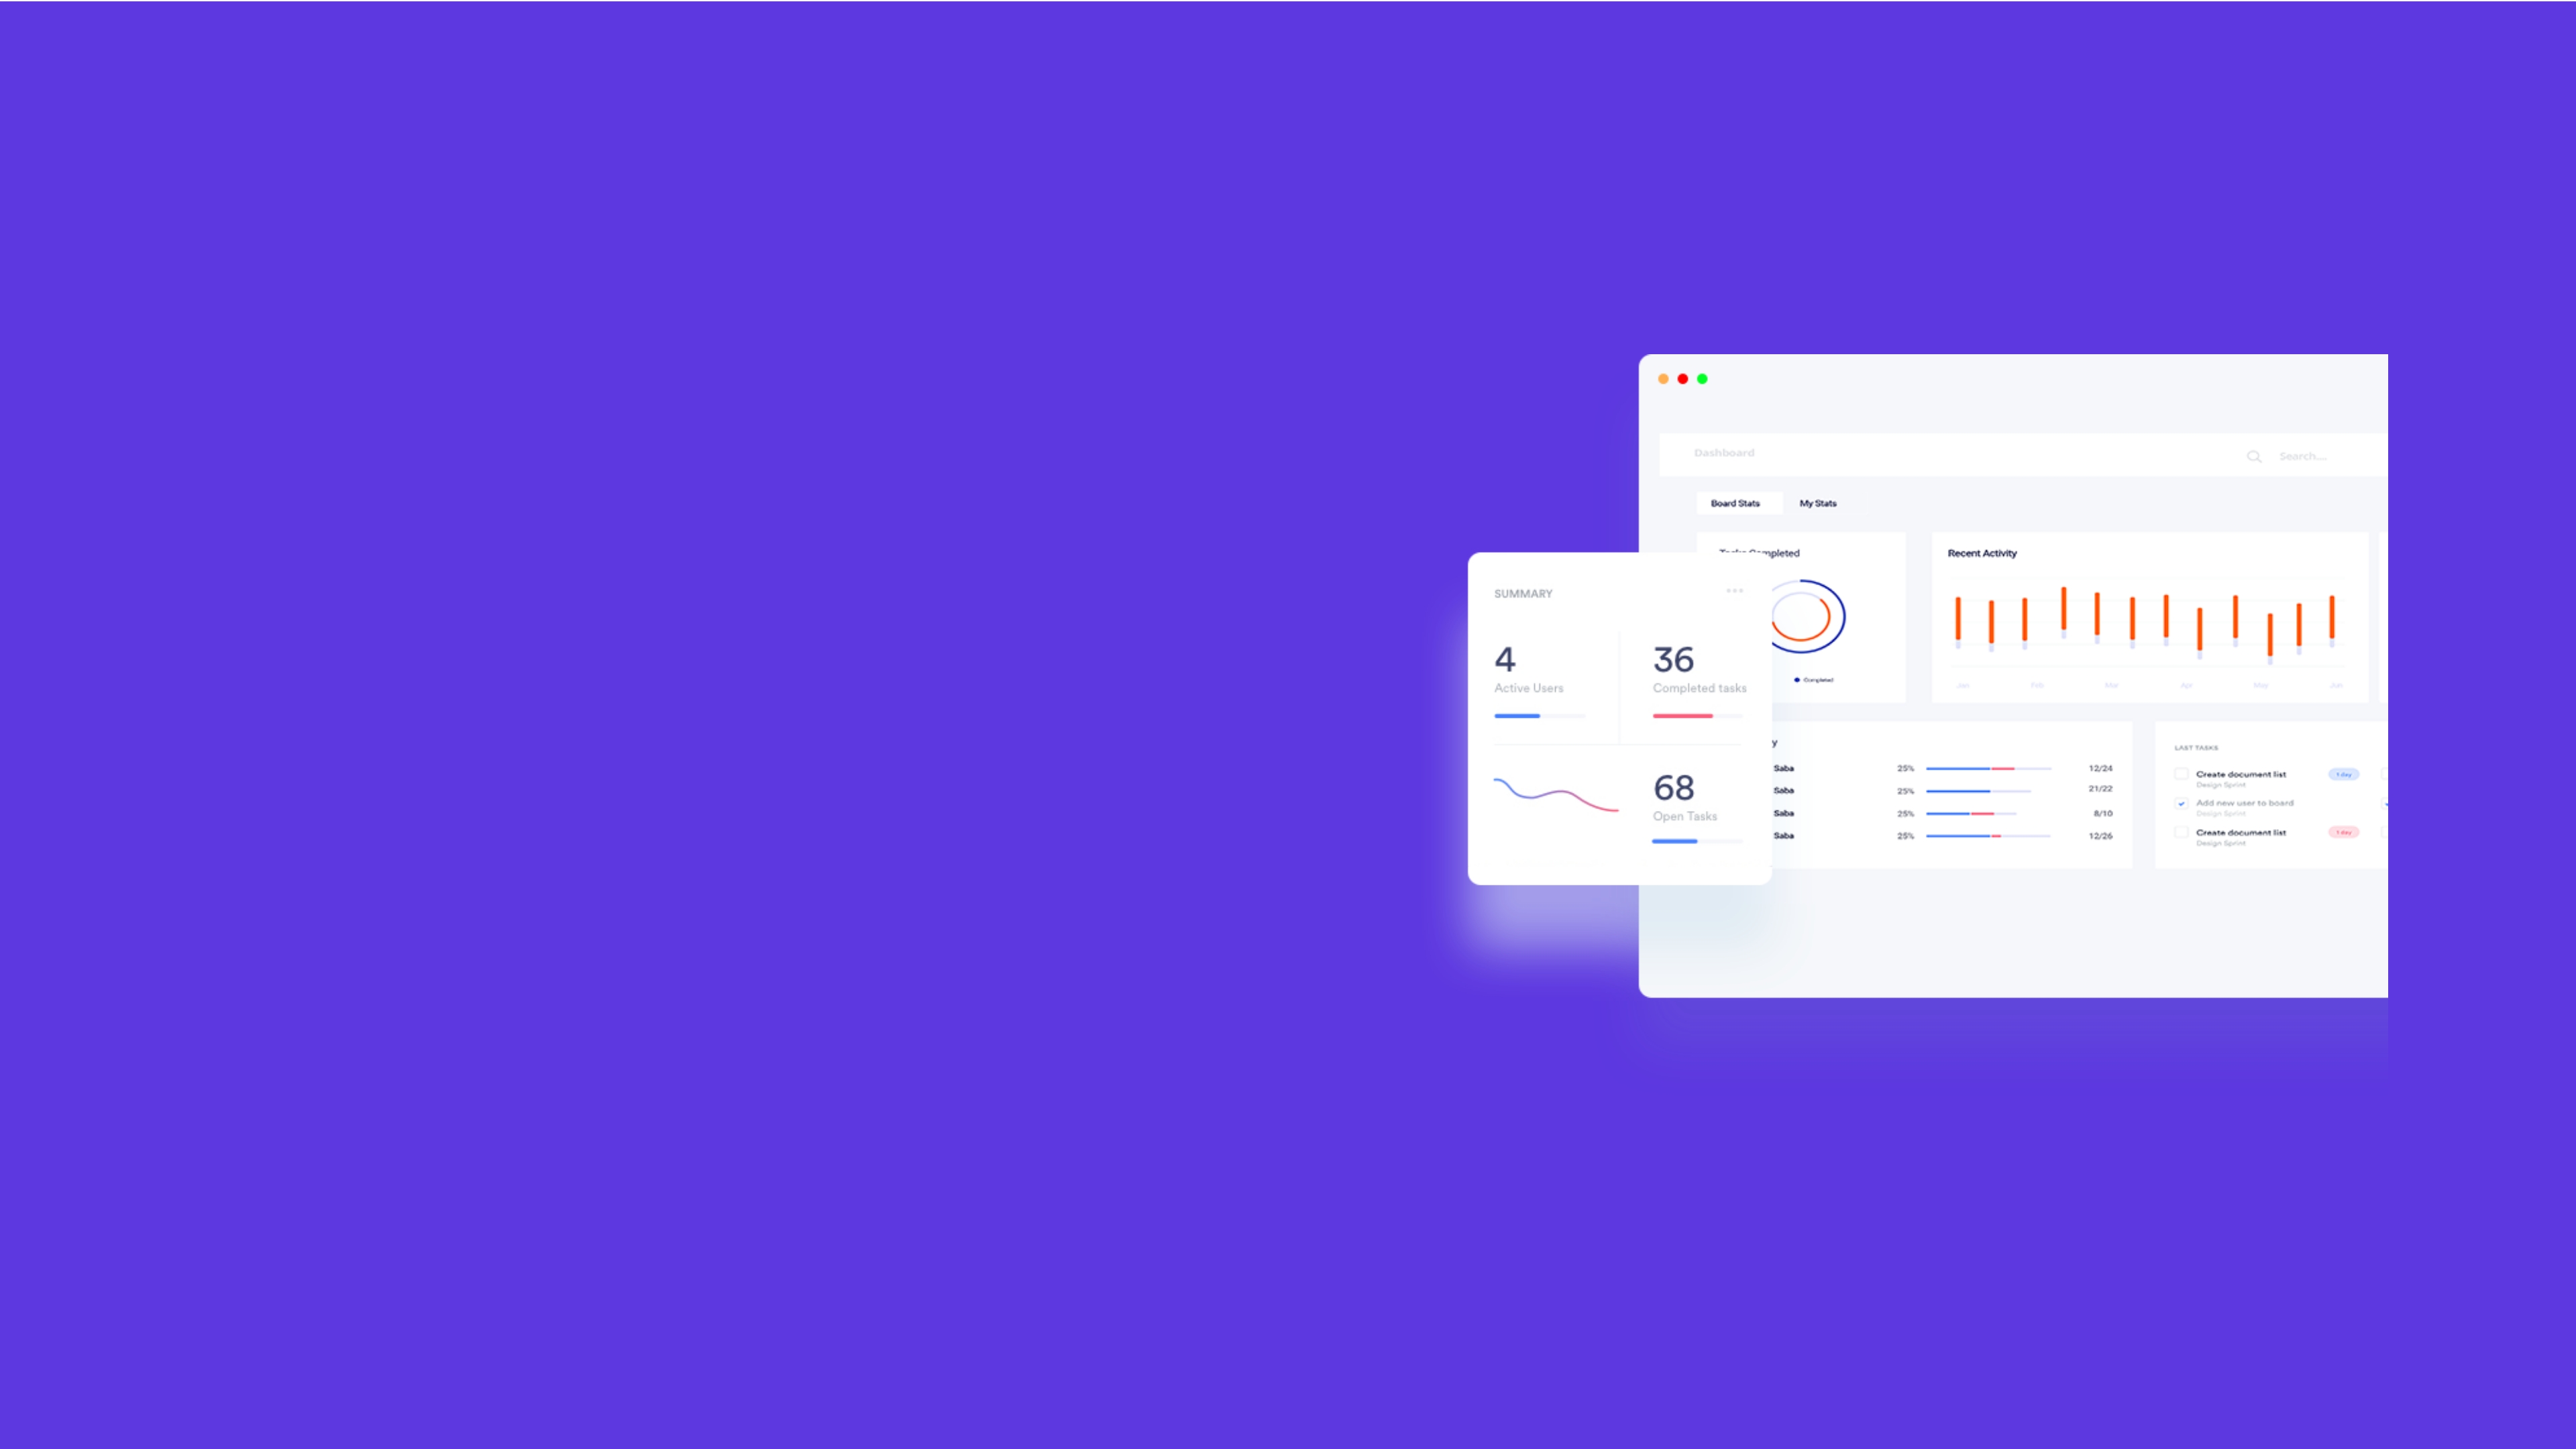 Dashboard
Search....
Board Stats
My Stats
Tasks Completed
Completed
Recent Activity
Jan
Feb
Mar
Apr
May
Jun
SUMMARY
4
Active Users
36
Completed tasks
68
Open Tasks
y
Saba 25% 12/24
Saba 25% 21/22
Saba 25% 8/10
Saba 25% 12/26
LAST TASKS
Create document list
1 day
Design Sprint
Add new user to board
Design Sprint
Create document list
1 day
Design Sprint